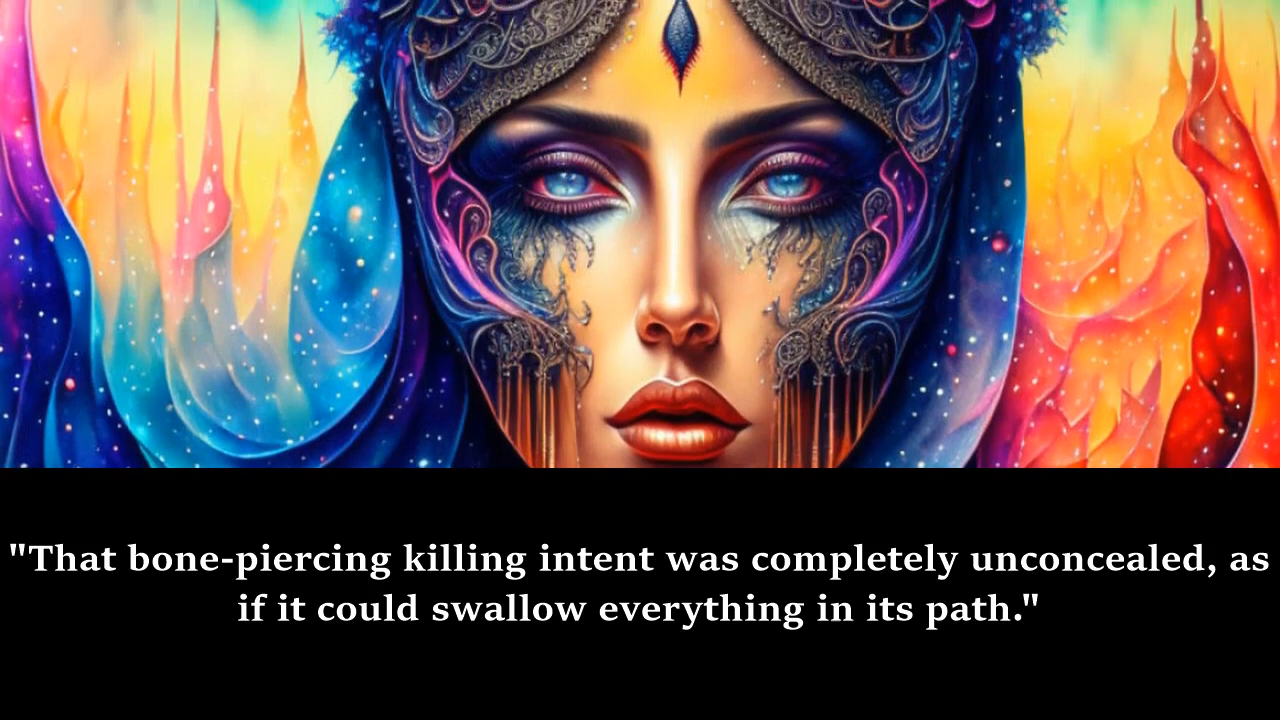 "That bone-piercing killing intent was completely unconcealed, as
if it could swallow everything in its path."